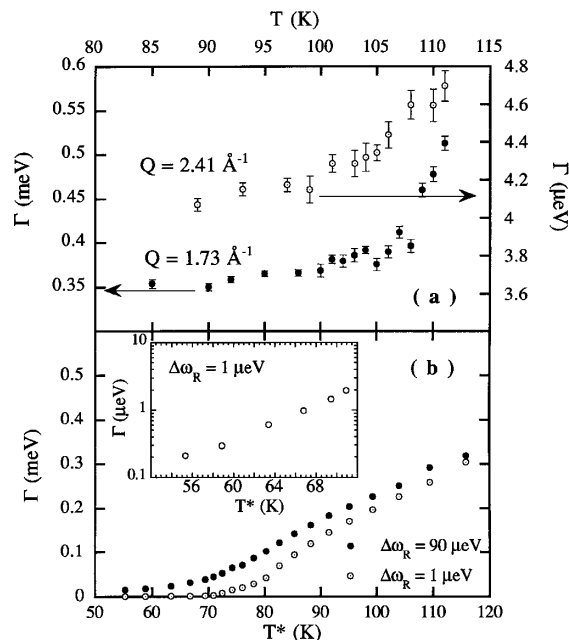 T (K)
80 85 90 95 100 105 110 115
0.6
0.55
0.5
0.45
0.4
0.35
Γ (meV)
4.8
4.6
4.4
4.2
4
3.8
3.6
Γ (μeV)
Q = 2.41 Å⁻¹
Q = 1.73 Å⁻¹
( a )
( b )
0.5
0.4
0.3
0.2
0.1
0
Γ (meV)
10
1
0.1
Γ (μeV)
Δω_R = 1 μeV
56 60 64 68
T* (K)
Δω_R = 90 μeV
Δω_R = 1 μeV
50 60 70 80 90 100 110 120
T* (K)